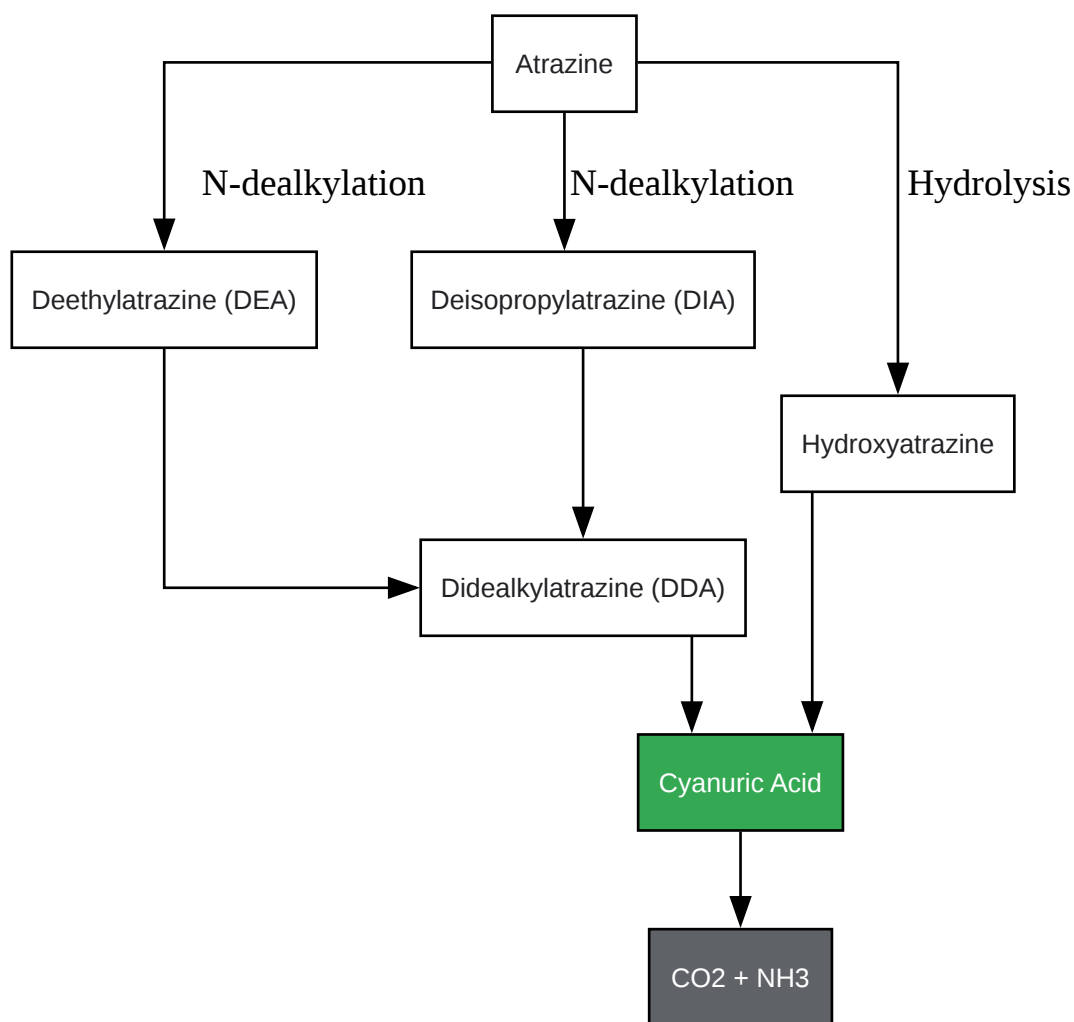 Atrazine
N-dealkylation
N-dealkylation
Hydrolysis
Deethylatrazine (DEA)
Deisopropylatrazine (DIA)
Hydroxyatrazine
Didealkylatrazine (DDA)
Cyanuric Acid
CO2 + NH3